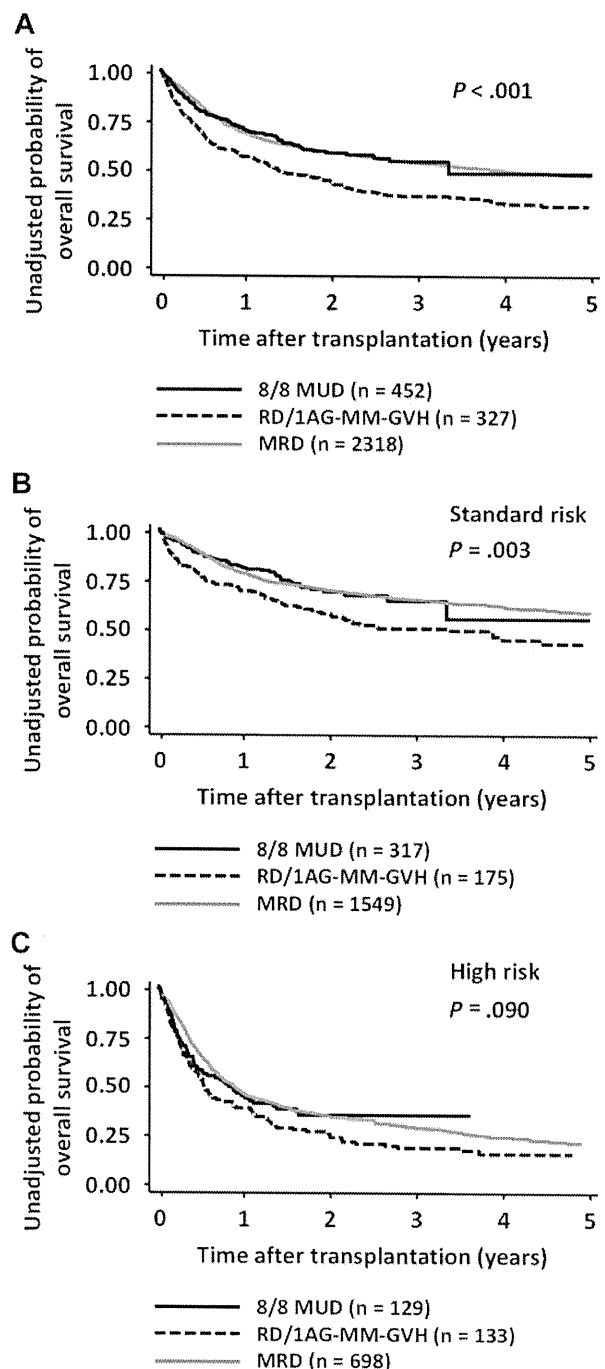 A
Unadjusted probability of
overall survival
1.00
0.75
0.50
0.25
0.00
P < .001
0 1 2 3 4 5
Time after transplantation (years)
8/8 MUD (n = 452)
RD/1AG-MM-GVH (n = 327)
MRD (n = 2318)
B
Unadjusted probability of
overall survival
1.00
0.75
0.50
0.25
0.00
Standard risk
P = .003
0 1 2 3 4 5
Time after transplantation (years)
8/8 MUD (n = 317)
RD/1AG-MM-GVH (n = 175)
MRD (n = 1549)
C
Unadjusted probability of
overall survival
1.00
0.75
0.50
0.25
0.00
High risk
P = .090
0 1 2 3 4 5
Time after transplantation (years)
8/8 MUD (n = 129)
RD/1AG-MM-GVH (n = 133)
MRD (n = 698)